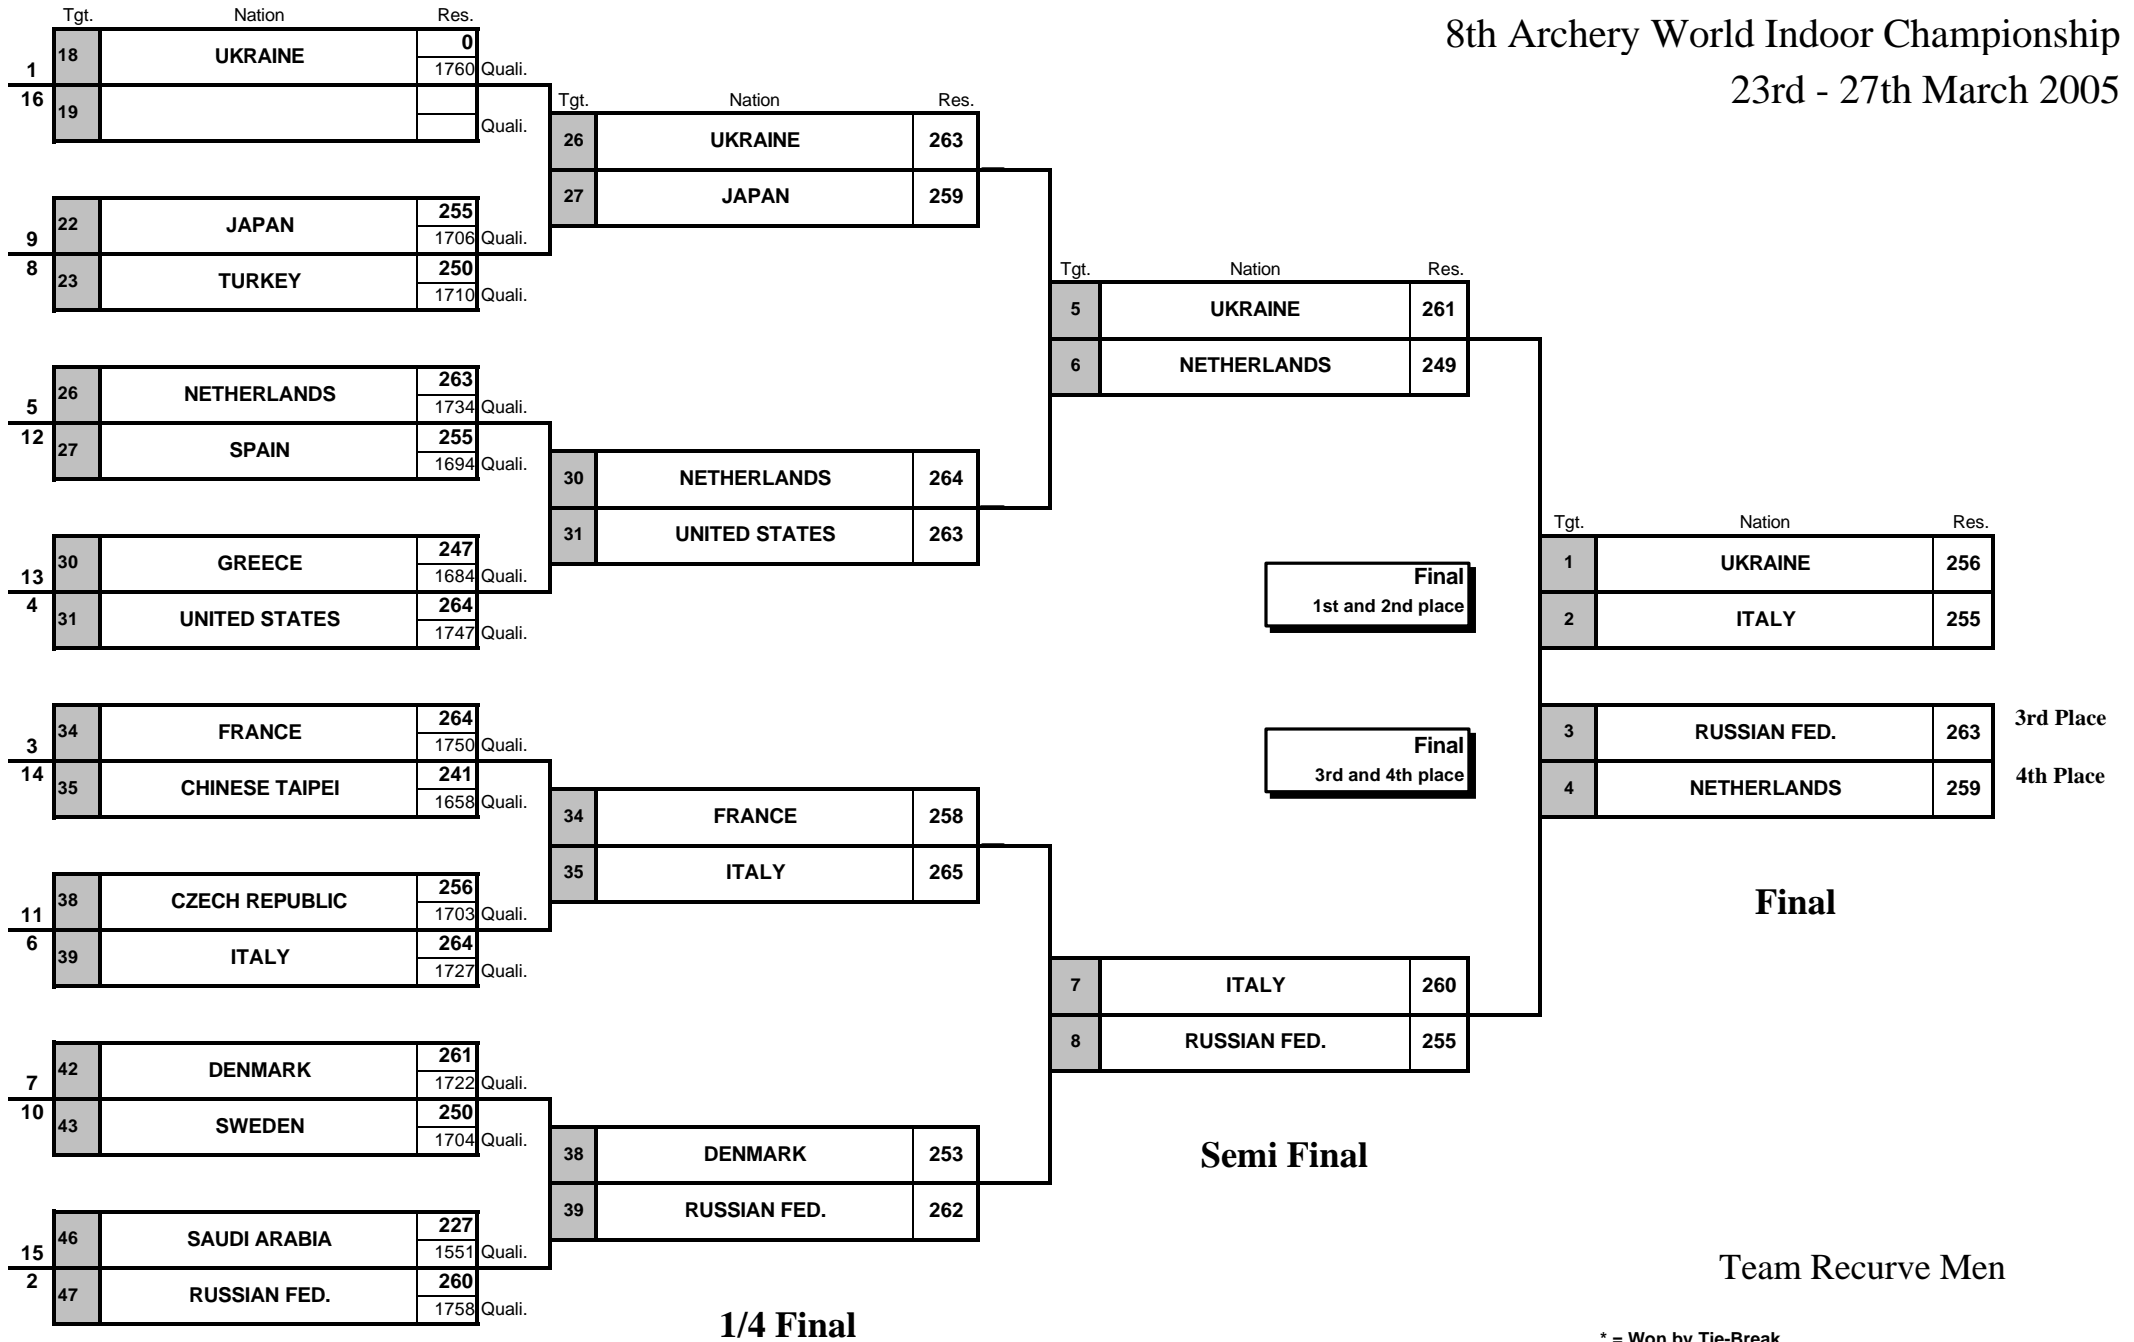 8th Archery World Indoor Championship
23rd - 27th March 2005
Tgt. Nation Res.
18 UKRAINE 0
1 1760 Quali.
16 19
Quali.
22 JAPAN 255
9 1706 Quali.
8 23 TURKEY 250
1710 Quali.
26 NETHERLANDS 263
5 1734 Quali.
12 27 SPAIN 255
1694 Quali.
30 GREECE 247
13 1684 Quali.
4 31 UNITED STATES 264
1747 Quali.
34 FRANCE 264
3 1750 Quali.
14 35 CHINESE TAIPEI 241
1658 Quali.
38 CZECH REPUBLIC 256
11 1703 Quali.
6 39 ITALY 264
1727 Quali.
42 DENMARK 261
7 1722 Quali.
10 43 SWEDEN 250
1704 Quali.
46 SAUDI ARABIA 227
15 1551 Quali.
2 47 RUSSIAN FED. 260
1758 Quali.
Tgt. Nation Res.
26 UKRAINE 263
27 JAPAN 259
30 NETHERLANDS 264
31 UNITED STATES 263
34 FRANCE 258
35 ITALY 265
38 DENMARK 253
39 RUSSIAN FED. 262
1/4 Final
Tgt. Nation Res.
5 UKRAINE 261
6 NETHERLANDS 249
7 ITALY 260
8 RUSSIAN FED. 255
Semi Final
Final
1st and 2nd place
Final
3rd and 4th place
Tgt. Nation Res.
1 UKRAINE 256
2 ITALY 255
3 RUSSIAN FED. 263 3rd Place
4 NETHERLANDS 259 4th Place
Final
Team Recurve Men
* = Won by Tie-Break